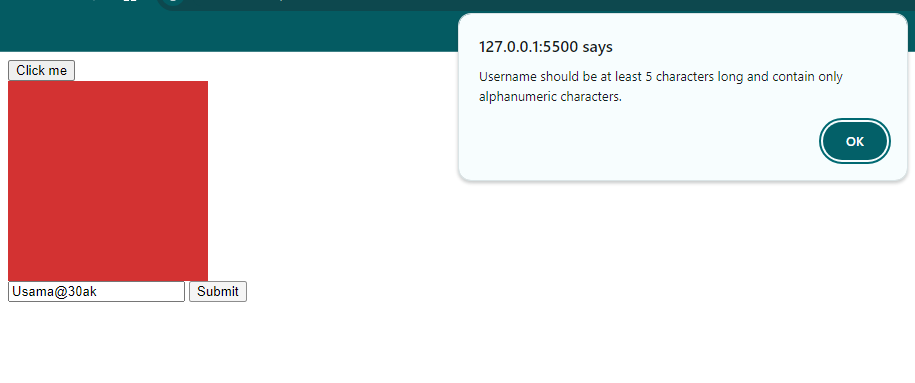 127.0.0.1:5500 says
Username should be at least 5 characters long and contain only
alphanumeric characters.
OK
Click me
Usama@30ak Submit